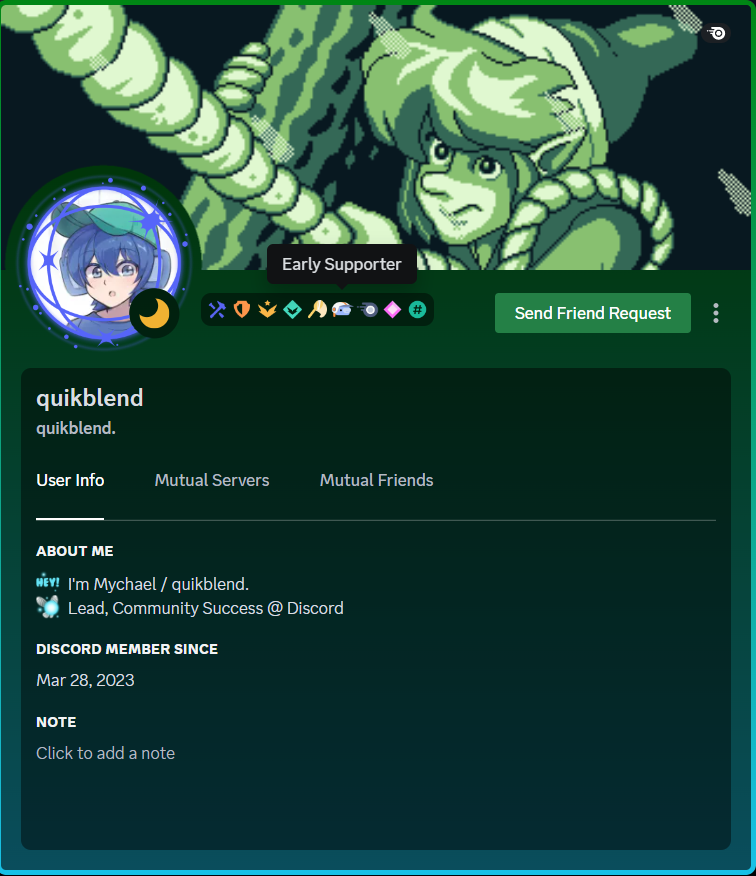 Early Supporter
Send Friend Request
quikblend
quikblend.
User Info
Mutual Servers
Mutual Friends
ABOUT ME
HEY! I'm Mychael / quikblend.
Lead, Community Success @ Discord
DISCORD MEMBER SINCE
Mar 28, 2023
NOTE
Click to add a note